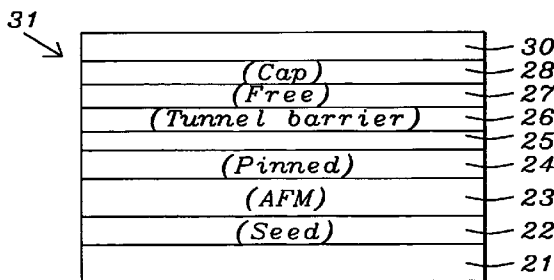 31
30
(Cap) 28
(Free) 27
(Tunnel barrier) 26
25
(Pinned) 24
(AFM) 23
(Seed) 22
21